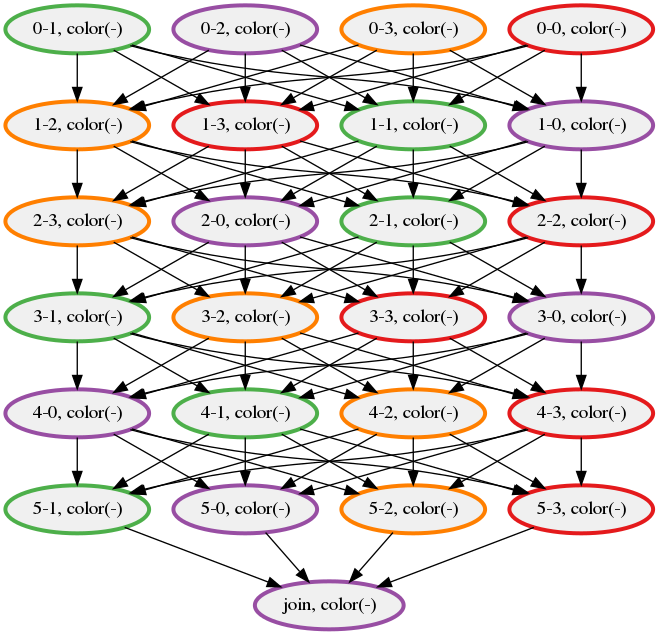 0-1, color(-) 0-2, color(-) 0-3, color(-) 0-0, color(-)
1-2, color(-) 1-3, color(-) 1-1, color(-) 1-0, color(-)
2-3, color(-) 2-0, color(-) 2-1, color(-) 2-2, color(-)
3-1, color(-) 3-2, color(-) 3-3, color(-) 3-0, color(-)
4-0, color(-) 4-1, color(-) 4-2, color(-) 4-3, color(-)
5-1, color(-) 5-0, color(-) 5-2, color(-) 5-3, color(-)
join, color(-)